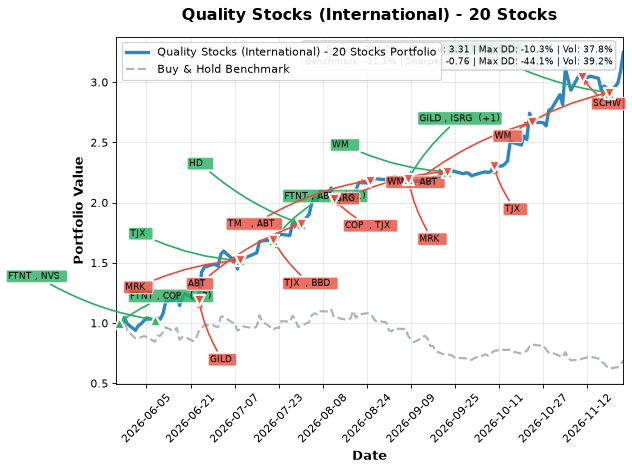 Quality Stocks (International) - 20 Stocks
Quality Stocks (International) - 20 Stocks Portfolio
Buy & Hold Benchmark
3.31 | Max DD: -10.3% | Vol: 37.8%
Benchmark: -31.3% | Sharpe: -0.76 | Max DD: -44.1% | Vol: 39.2%
Portfolio Value
3.0
2.5
2.0
1.5
1.0
0.5
SCHW
GILD , ISRG (+1)
WM
WM
HD
WM
ABT
FTNT
TM , ABT
COP , TJX
TJX
TJX
MRK
FTNT , NVS
MRK
ABT
TJX , BBD
FTNT , COP
GILD
2026-06-05
2026-06-21
2026-07-07
2026-07-23
2026-08-08
2026-08-24
2026-09-09
2026-09-25
2026-10-11
2026-10-27
2026-11-12
Date